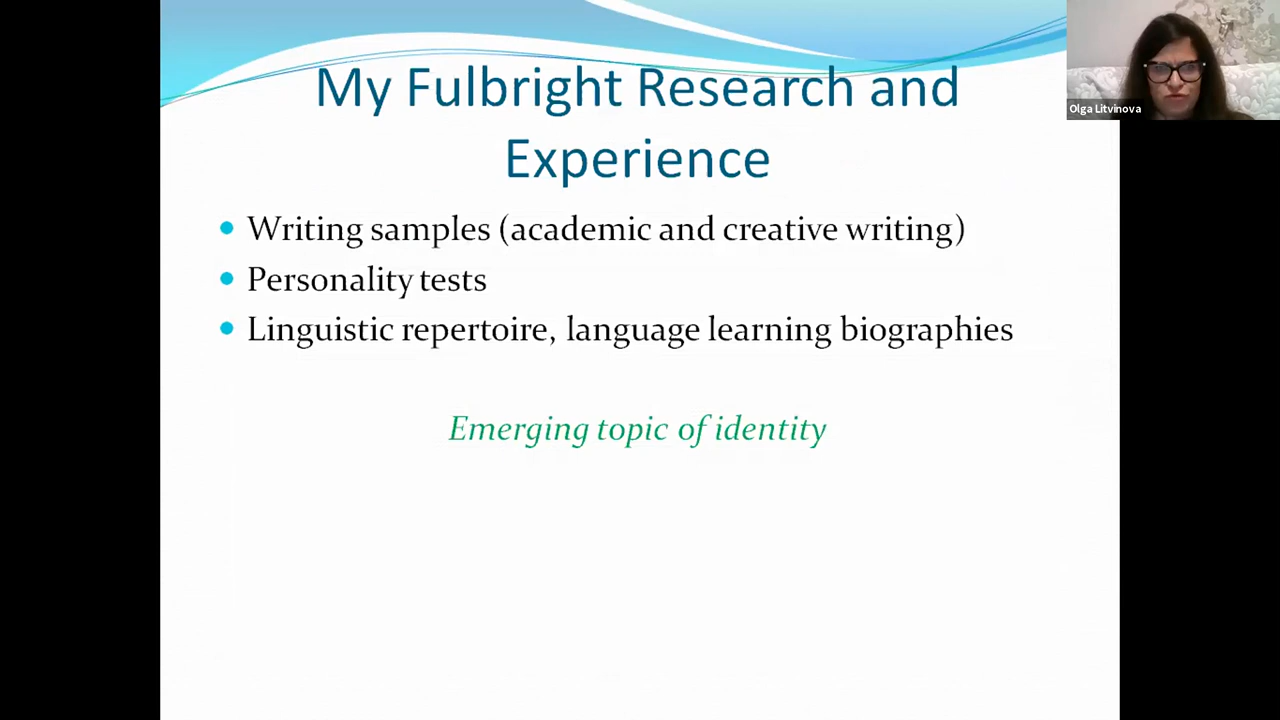 My Fulbright Research and
Experience
Olga Litvinova
Writing samples (academic and creative writing)
Personality tests
Linguistic repertoire, language learning biographies
Emerging topic of identity